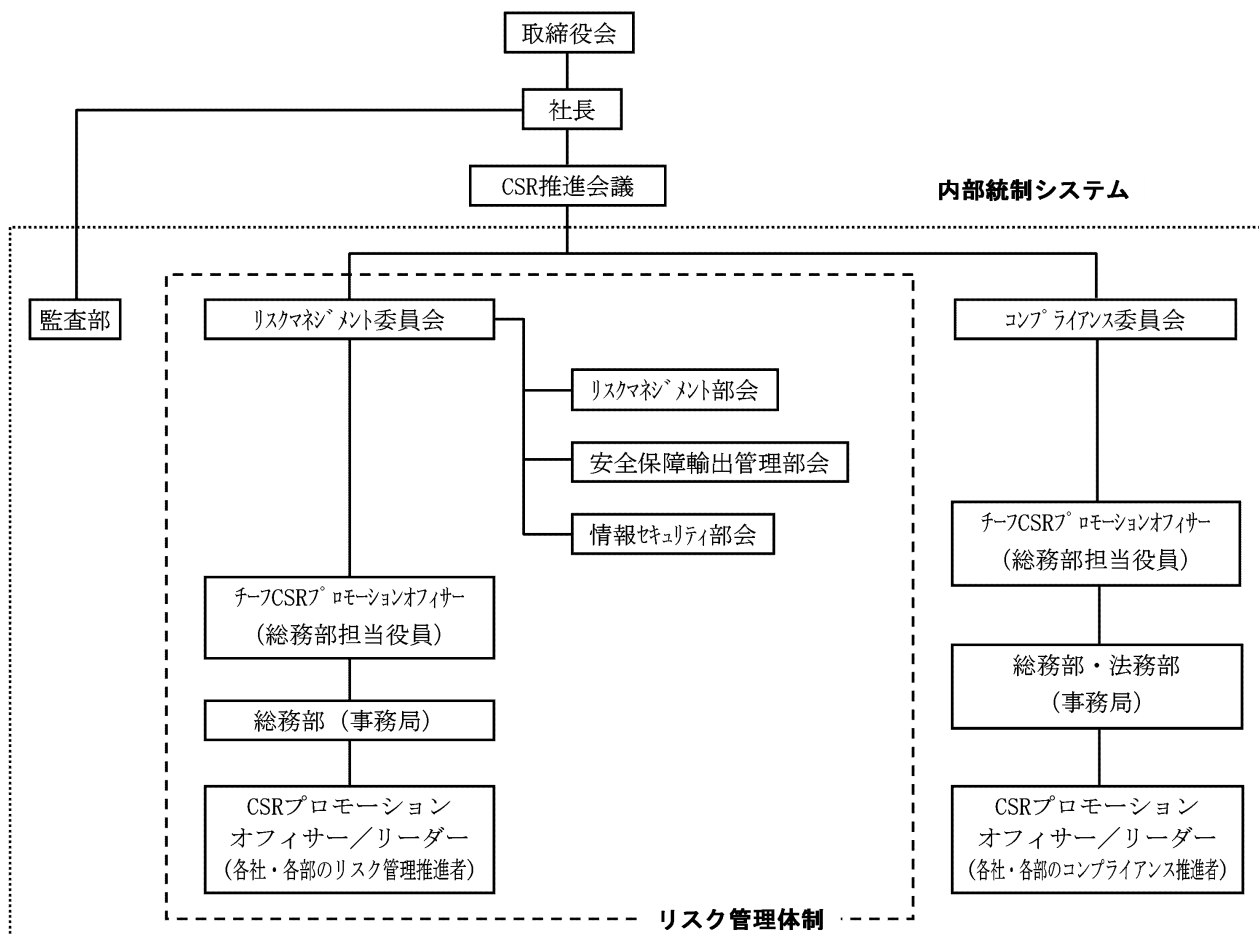 取締役会
社長
CSR推進会議
内部統制システム
監査部
ﾘｽｸﾏﾈｼﾞﾒﾝﾄ委員会
ｺﾝﾌﾟﾗｲｱﾝｽ委員会
ﾘｽｸﾏﾈｼﾞﾒﾝﾄ部会
安全保障輸出管理部会
情報ｾｷｭﾘﾃｨ部会
ﾁｰﾌCSRﾌﾟﾛﾓｰｼｮﾝｵﾌｨｻｰ
(総務部担当役員)
総務部（事務局）
CSRプロモーション
オフィサー／リーダー
(各社・各部のリスク管理推進者)
ﾁｰﾌCSRﾌﾟﾛﾓｰｼｮﾝｵﾌｨｻｰ
(総務部担当役員)
総務部・法務部
(事務局)
CSRプロモーション
オフィサー／リーダー
(各社・各部のコンプライアンス推進者)
リスク管理体制